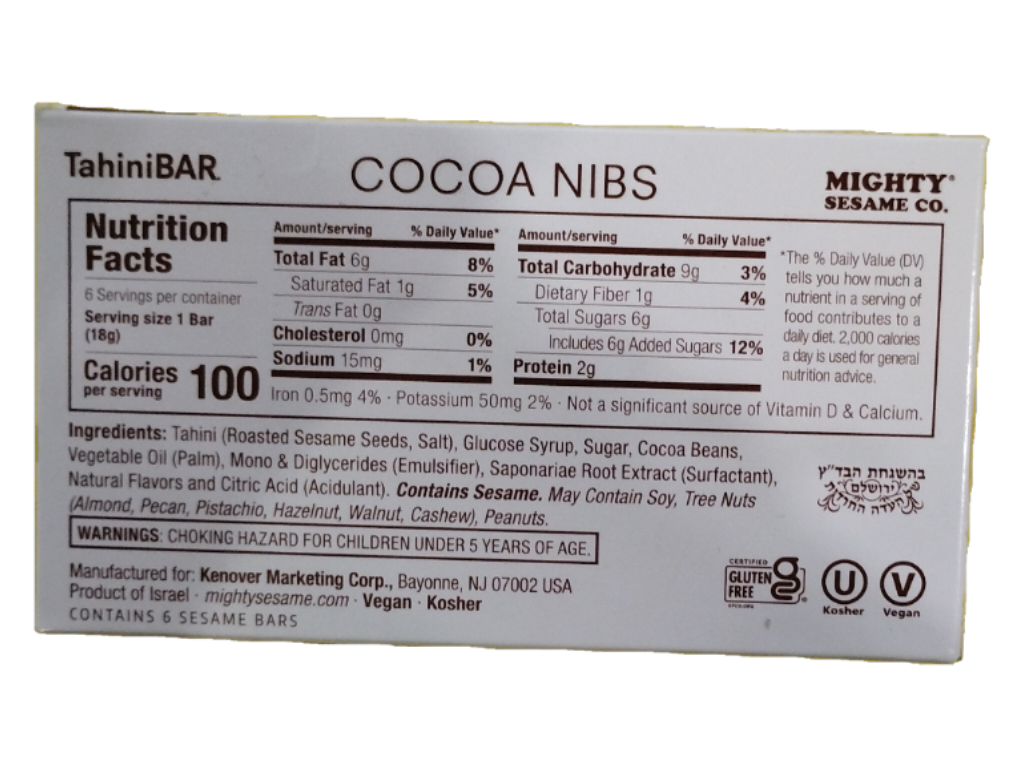 TahiniBAR
COCOA NIBS
MIGHTY®
SESAME CO.
Nutrition
Facts
6 Servings per container
Serving size 1 Bar
(18g)
Calories 100
per serving
Amount/serving % Daily Value*
Total Fat 6g 8%
Saturated Fat 1g 5%
Trans Fat 0g
Cholesterol 0mg 0%
Sodium 15mg 1%
Amount/serving % Daily Value*
Total Carbohydrate 9g 3%
Dietary Fiber 1g 4%
Total Sugars 6g
Includes 6g Added Sugars 12%
Protein 2g
*The % Daily Value (DV)
tells you how much a
nutrient in a serving of
food contributes to a
daily diet. 2,000 calories
a day is used for general
nutrition advice.
Iron 0.5mg 4% · Potassium 50mg 2% · Not a significant source of Vitamin D & Calcium.
Ingredients: Tahini (Roasted Sesame Seeds, Salt), Glucose Syrup, Sugar, Cocoa Beans,
Vegetable Oil (Palm), Mono & Diglycerides (Emulsifier), Saponariae Root Extract (Surfactant),
Natural Flavors and Citric Acid (Acidulant). Contains Sesame. May Contain Soy, Tree Nuts
(Almond, Pecan, Pistachio, Hazelnut, Walnut, Cashew), Peanuts.
WARNINGS: CHOKING HAZARD FOR CHILDREN UNDER 5 YEARS OF AGE.
Manufactured for: Kenover Marketing Corp., Bayonne, NJ 07002 USA
Product of Israel · mightysesame.com · Vegan · Kosher
CONTAINS 6 SESAME BARS
בהשגחת הבד"ץ
ירושלם
העדה החרדית
CERTIFIED
GLUTEN
FREE
U
Kosher
V
Vegan